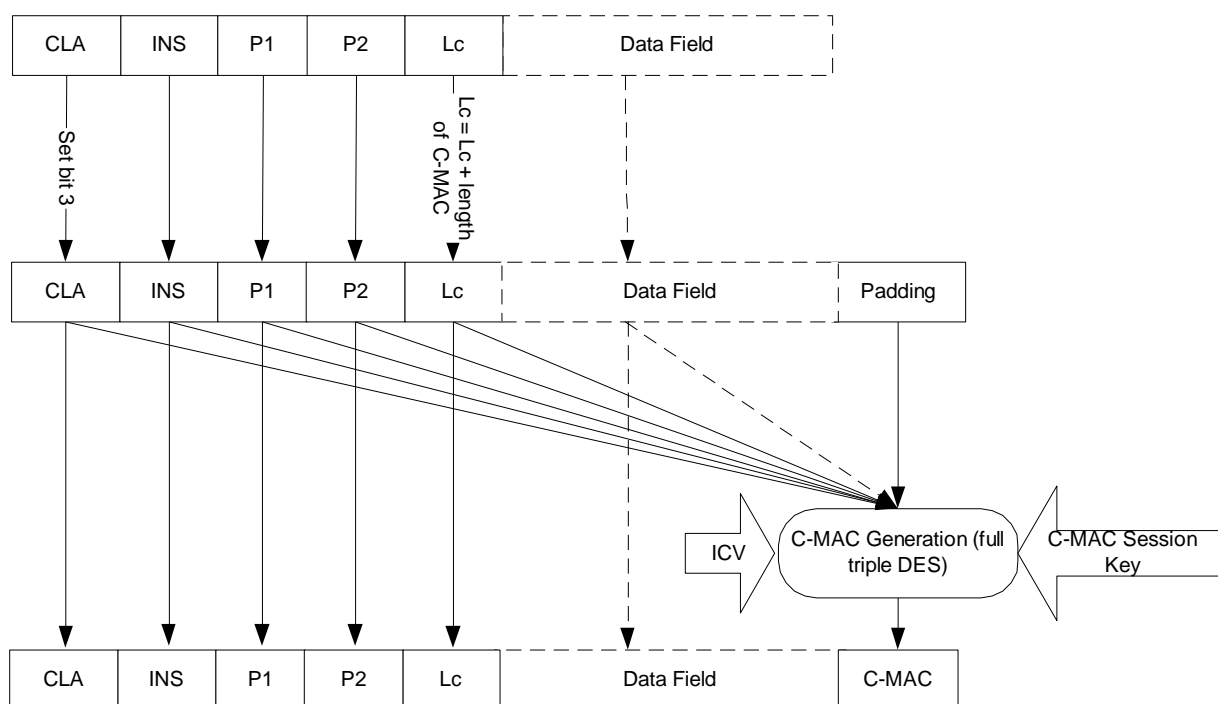 CLA INS P1 P2 Lc Data Field
Set bit 3
Lc = Lc + length
of C-MAC
CLA INS P1 P2 Lc Data Field Padding
ICV
C-MAC Generation (full
triple DES)
C-MAC Session
Key
CLA INS P1 P2 Lc Data Field C-MAC